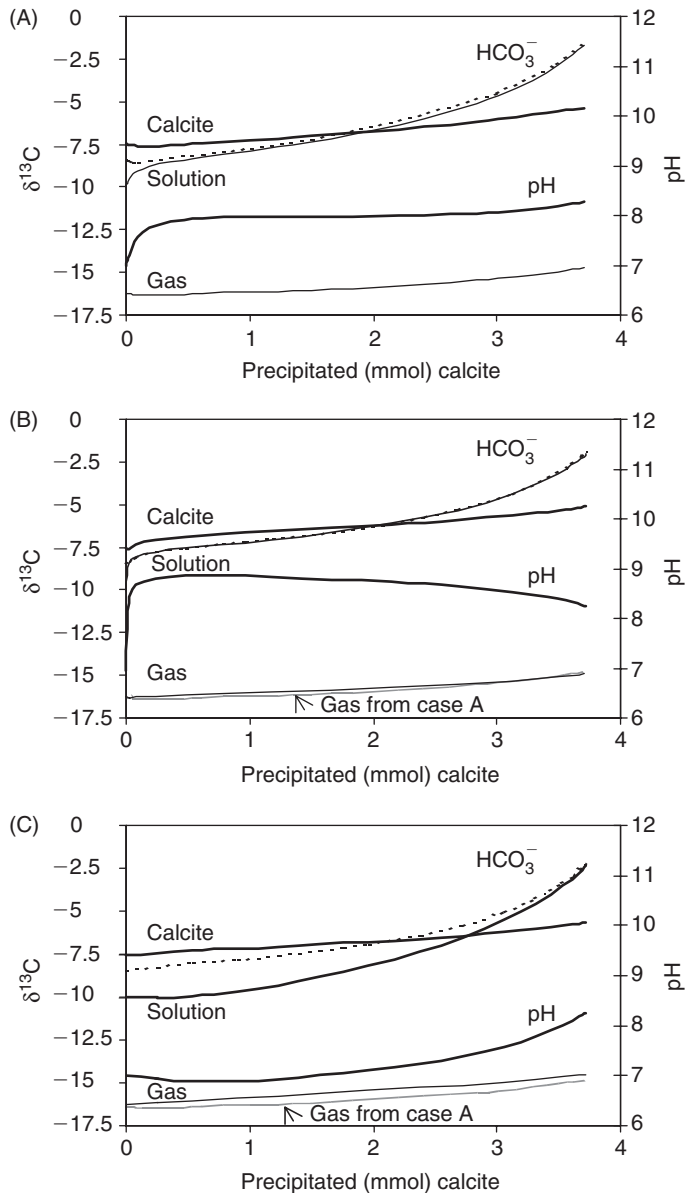 (A)
0
−2.5
−5
−7.5
−10
−12.5
−15
−17.5
δ¹³C
12
11
10
9
8
7
6
pH
HCO₃⁻
Calcite
Solution
pH
Gas
0 1 2 3 4
Precipitated (mmol) calcite
(B)
0
−2.5
−5
−7.5
−10
−12.5
−15
−17.5
δ¹³C
12
11
10
9
8
7
6
pH
HCO₃⁻
Calcite
Solution
pH
Gas
Gas from case A
0 1 2 3 4
Precipitated (mmol) calcite
(C)
0
−2.5
−5
−7.5
−10
−12.5
−15
−17.5
δ¹³C
12
11
10
9
8
7
6
pH
HCO₃⁻
Calcite
Solution
pH
Gas
Gas from case A
0 1 2 3 4
Precipitated (mmol) calcite